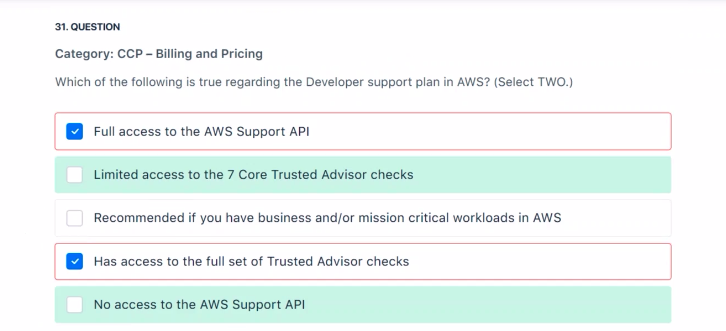 31. QUESTION
Category: CCP – Billing and Pricing
Which of the following is true regarding the Developer support plan in AWS? (Select TWO.)
Full access to the AWS Support API
Limited access to the 7 Core Trusted Advisor checks
Recommended if you have business and/or mission critical workloads in AWS
Has access to the full set of Trusted Advisor checks
No access to the AWS Support API